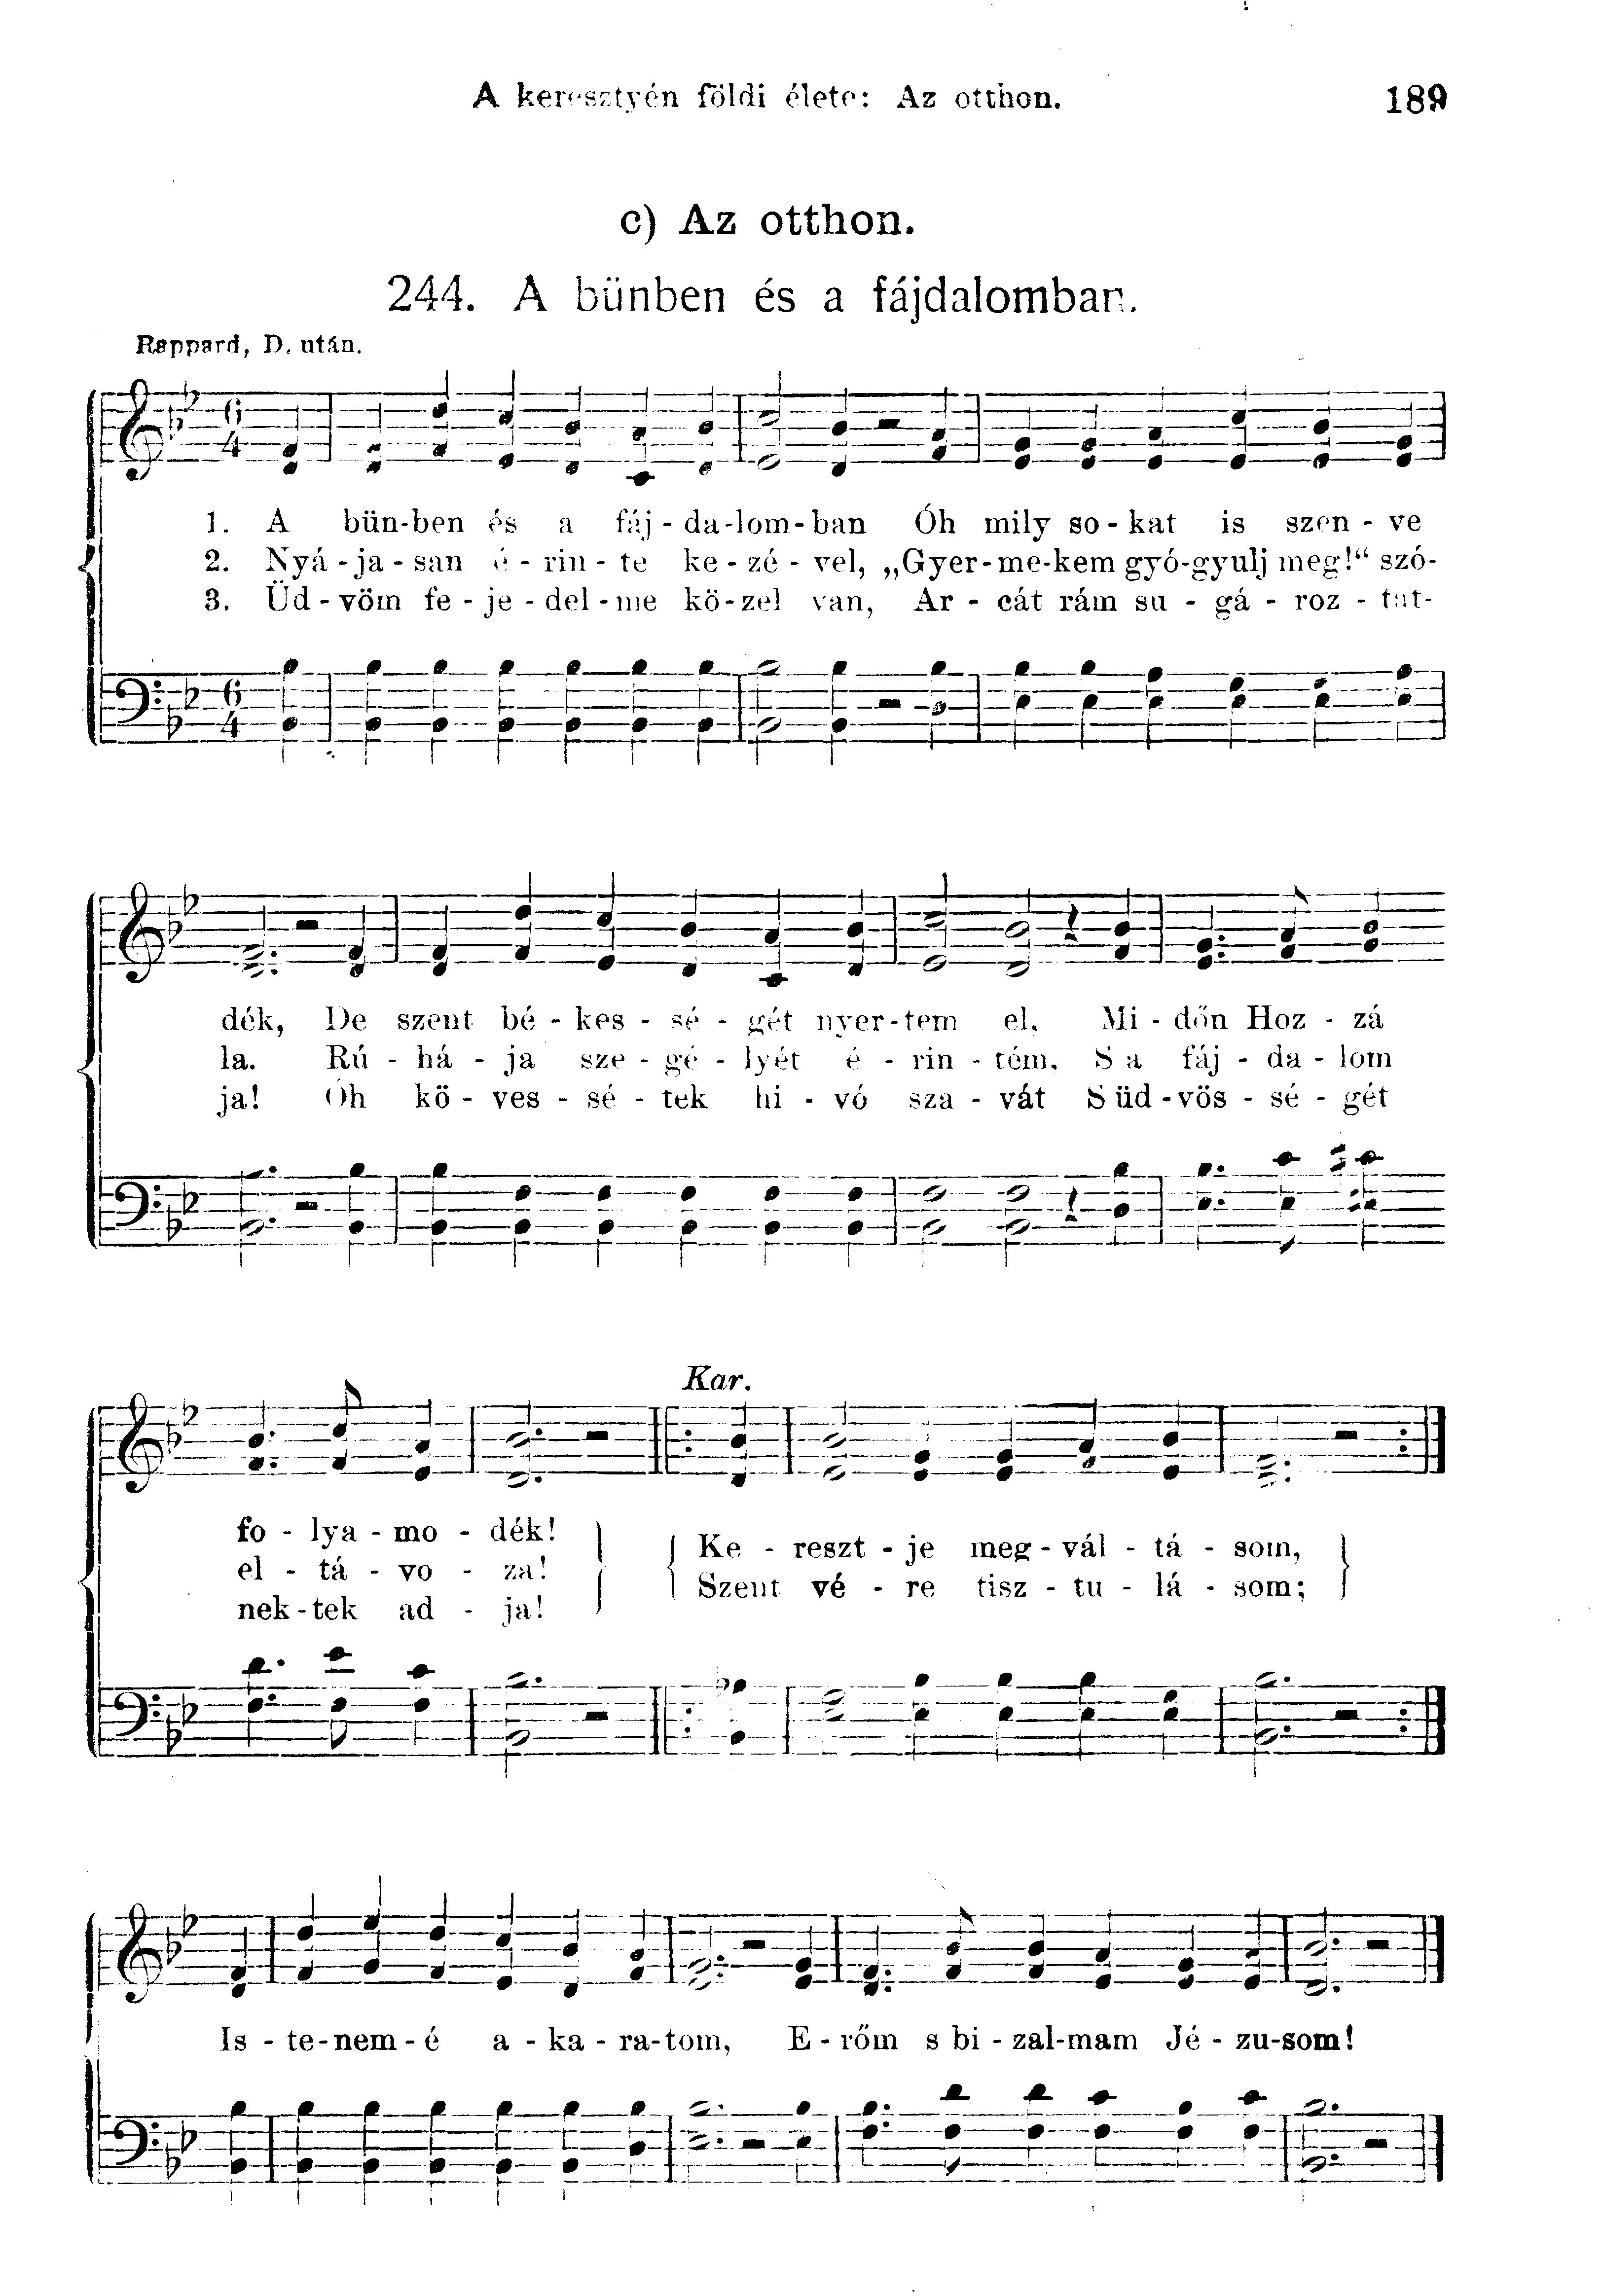 A keresztyén földi élete: Az otthon.
189
c) Az otthon.
244. A bünben és a fájdalomban.
Rappard, D. után.
1. A bün-ben és a fáj-da-lom-ban Óh mily so-kat is szen-ve
2. Nyá-ja-san é-rin-te ke-zé-vel, „Gyer-me-kem gyó-gyulj meg!“ szó-
3. Üd-vöm fe-je-del-me kö-zel van, Ar-cát rám su-gá-roz-tat-
dék, De szent bé-kes-sé-gét nyer-tem el, Mi-dőn Hoz-zá
la. Rú-há-ja sze-gé-lyét é-rin-tém, S a fáj-da-lom
ja! Óh kö-ves-sé-tek hi-vó sza-vát S üd-vös-sé-gét
Kar.
fo-lya-mo-dék!
el-tá-vo-za!
nek-tek ad-ja!
Ke-reszt-je meg-vál-tá-som,
Szent vé-re tisz-tu-lá-som;
Is-te-nem-é a-ka-ra-tom, E-rőm s bi-zal-mam Jé-zu-som!